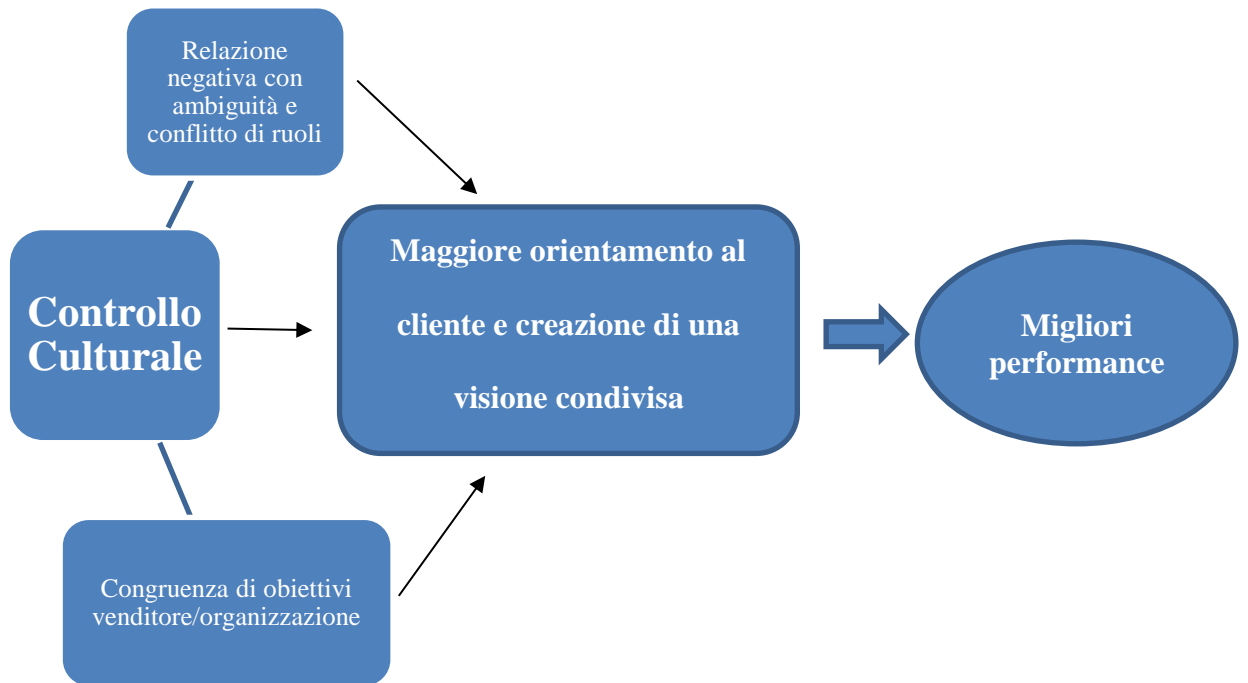 Relazione
negativa con
ambiguità e
conflitto di ruoli
Controllo
Culturale
Maggiore orientamento al
cliente e creazione di una
visione condivisa
Migliori
performance
Congruenza di obiettivi
venditore/organizzazione